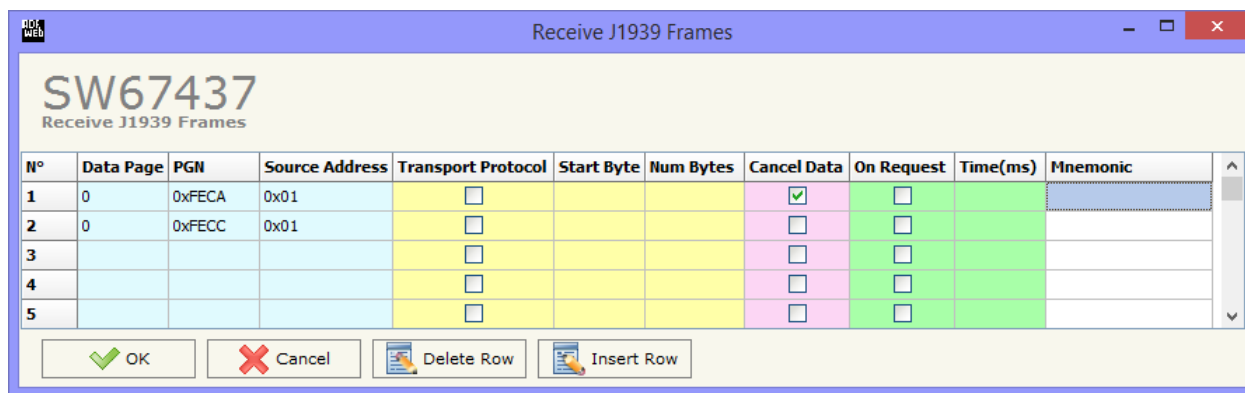 ADF
WEB
Receive J1939 Frames
SW67437
Receive J1939 Frames
N° Data Page PGN Source Address Transport Protocol Start Byte Num Bytes Cancel Data On Request Time(ms) Mnemonic
1 0 0xFECA 0x01
2 0 0xFECC 0x01
3
4
5
OK Cancel Delete Row Insert Row